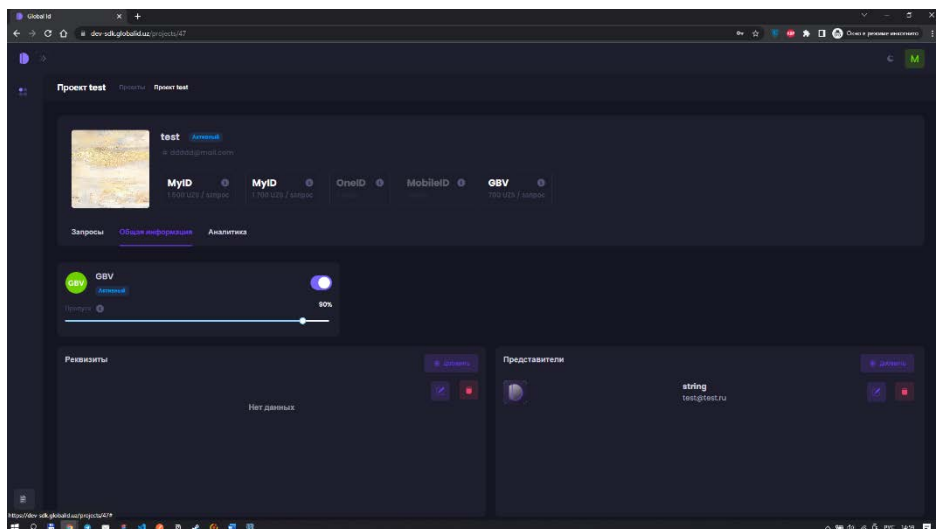 Global Id
dev-sdk.globalid.uz/projects/47
M
Проект test Проекты Проект test
test Активный
MyID MyID OneID MobileID GBV
Запросы Общая информация Аналитика
GBV GBV
Активный
90%
Реквизиты
Нет данных
Представители
string
test@test.ru
https://dev-sdk.globalid.uz/projects/47#